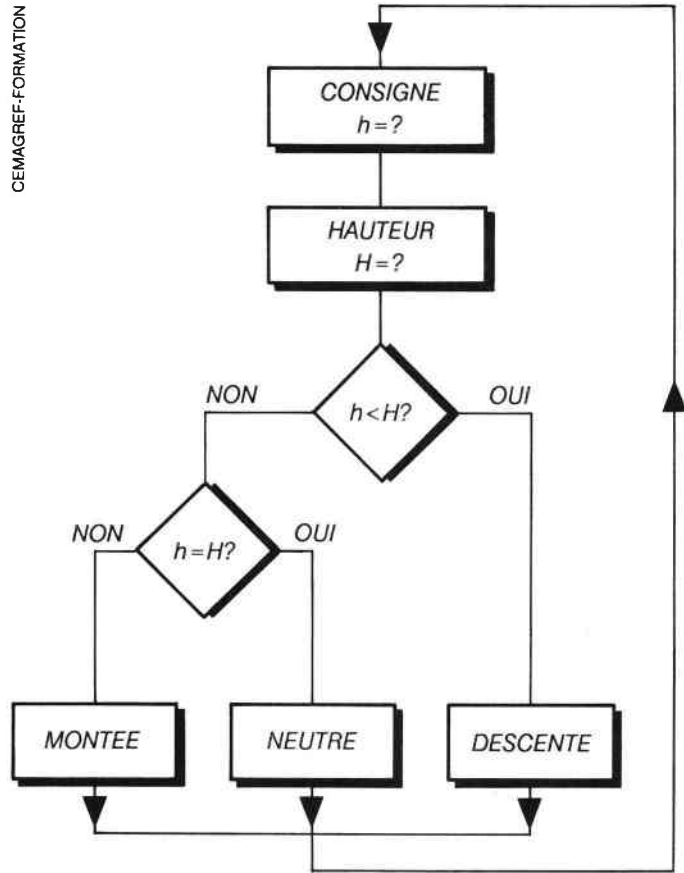 CEMAGREF-FORMATION
CONSIGNE
h=?
HAUTEUR
H=?
NON
h<H?
OUI
NON
h=H?
OUI
MONTEE
NEUTRE
DESCENTE